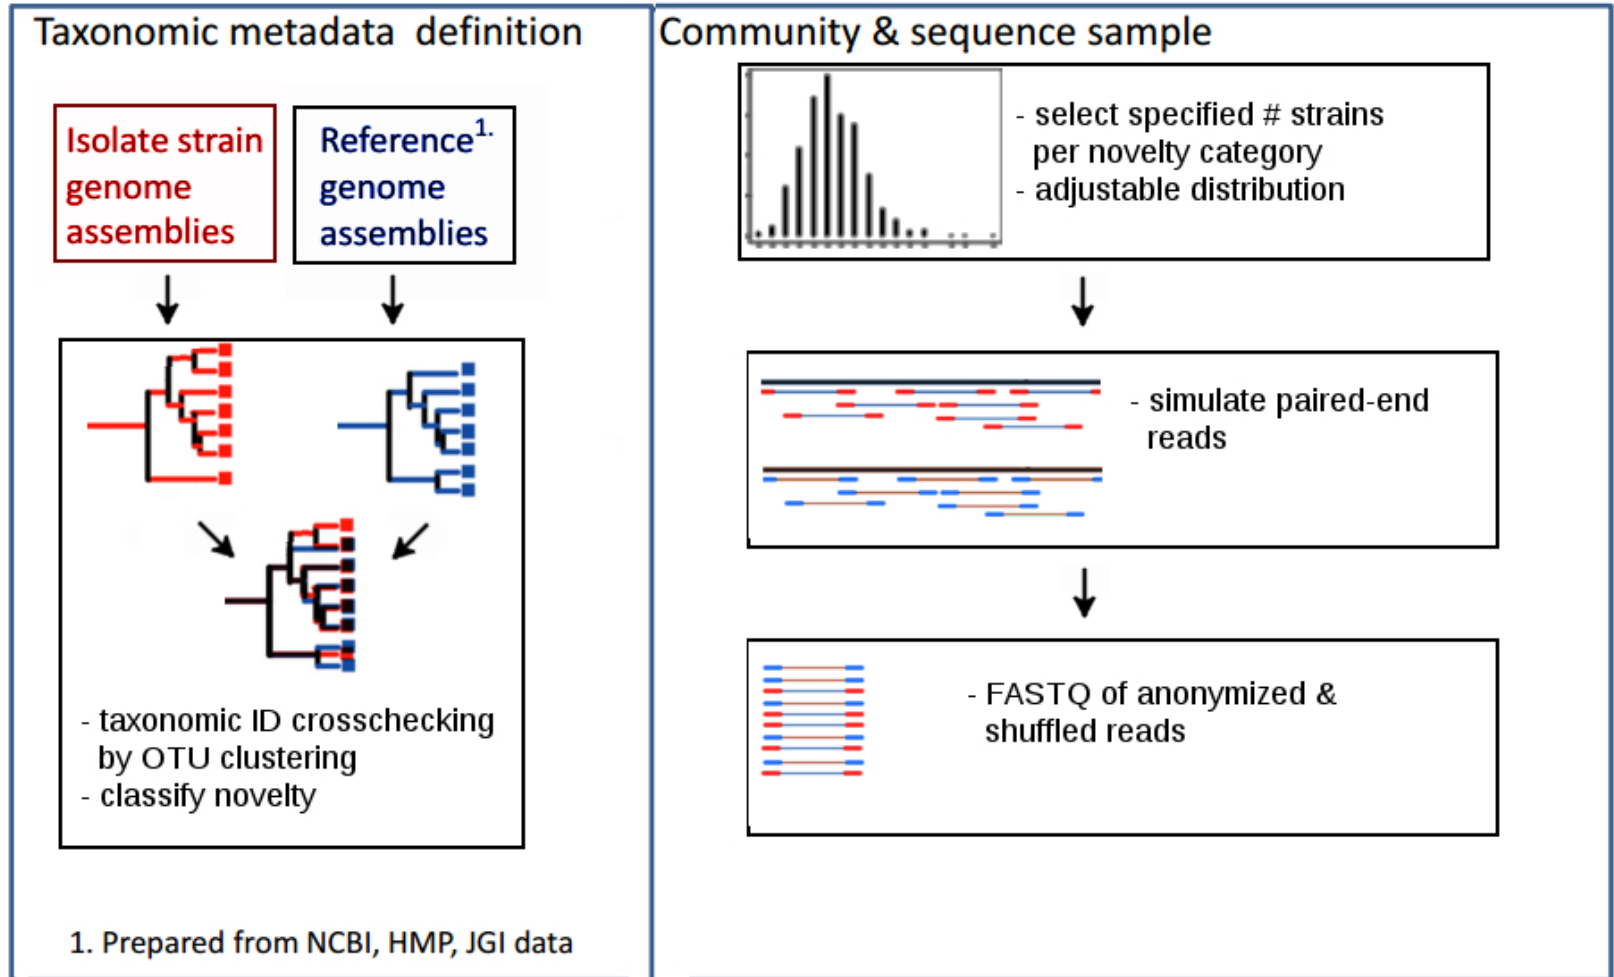 Taxonomic metadata definition
Isolate strain
genome
assemblies
Reference1.
genome
assemblies
- taxonomic ID crosschecking
by OTU clustering
- classify novelty
1. Prepared from NCBI, HMP, JGI data
Community & sequence sample
- select specified # strains
per novelty category
- adjustable distribution
- simulate paired-end
reads
- FASTQ of anonymized &
shuffled reads